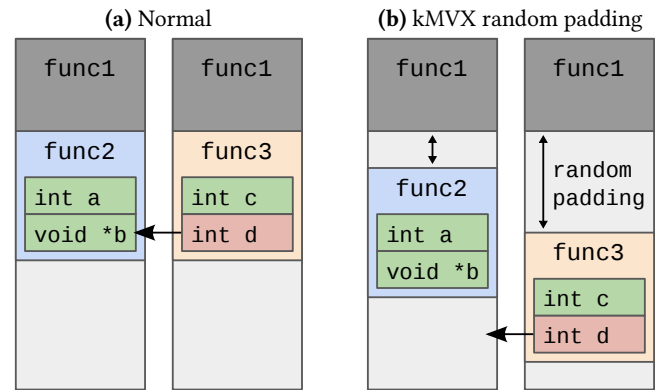 (a) Normal
func1
func2
int a
void *b
func1
func3
int c
int d
(b) kMVX random padding
func1
func2
int a
void *b
func1
random
padding
func3
int c
int d